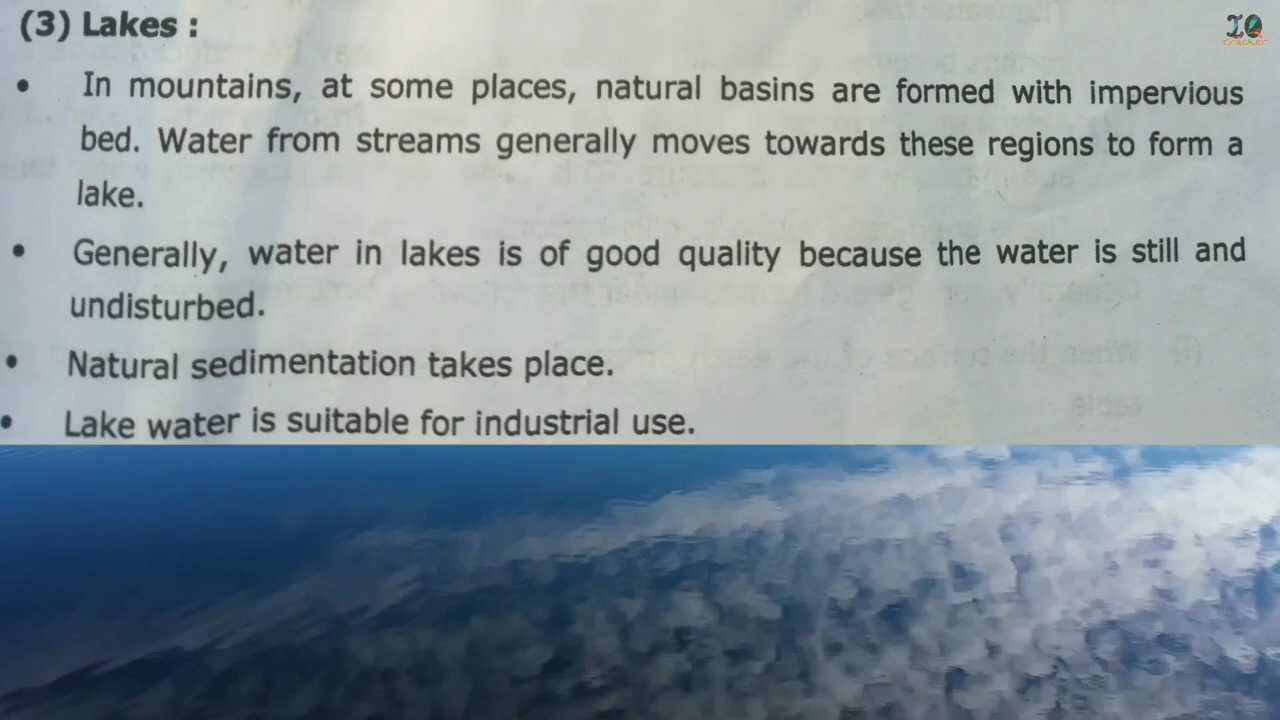 (3) Lakes :
• In mountains, at some places, natural basins are formed with impervious
bed. Water from streams generally moves towards these regions to form a
lake.
• Generally, water in lakes is of good quality because the water is still and
undisturbed.
• Natural sedimentation takes place.
• Lake water is suitable for industrial use.
IQ
cracker